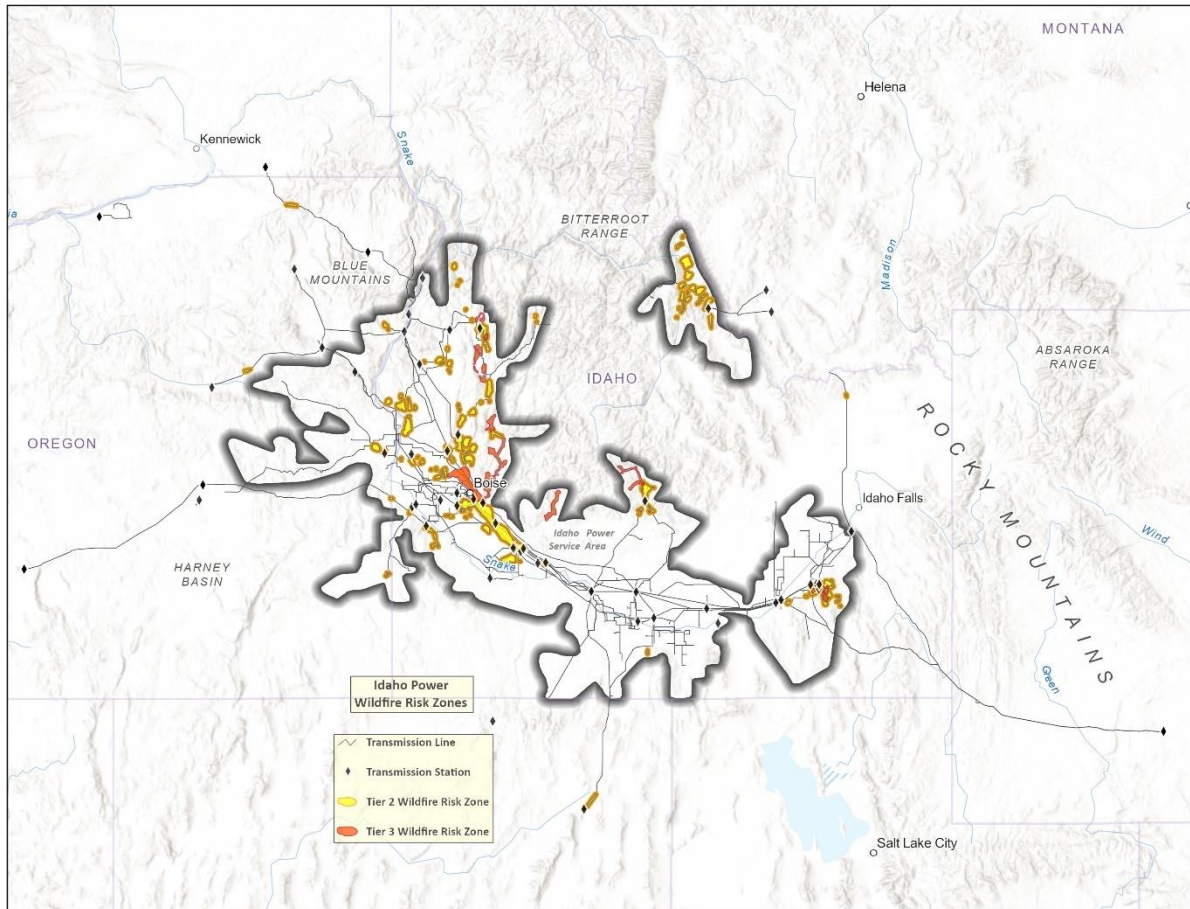 MONTANA
Helena
Kennewick
Snake
ia
BITTERROOT
RANGE
Madison
BLUE
MOUNTAINS
ABSAROKA
RANGE
IDAHO
OREGON
ROCKY MOUNTAINS
Boise
Idaho Falls
Wind
Idaho Power
Service Area
Snake
HARNEY
BASIN
Green
Idaho Power
Wildfire Risk Zones
Transmission Line
Transmission Station
Tier 2 Wildfire Risk Zone
Tier 3 Wildfire Risk Zone
Salt Lake City